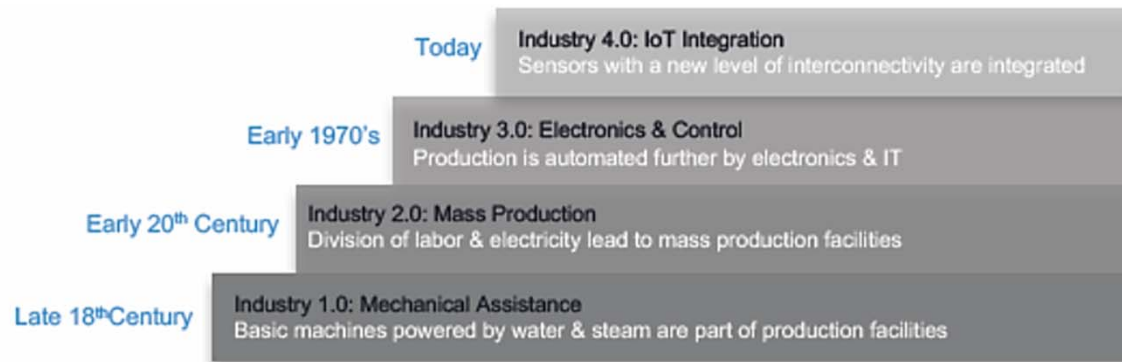 Today
Industry 4.0: IoT Integration
Sensors with a new level of interconnectivity are integrated
Early 1970's
Industry 3.0: Electronics & Control
Production is automated further by electronics & IT
Early 20th Century
Industry 2.0: Mass Production
Division of labor & electricity lead to mass production facilities
Late 18thCentury
Industry 1.0: Mechanical Assistance
Basic machines powered by water & steam are part of production facilities